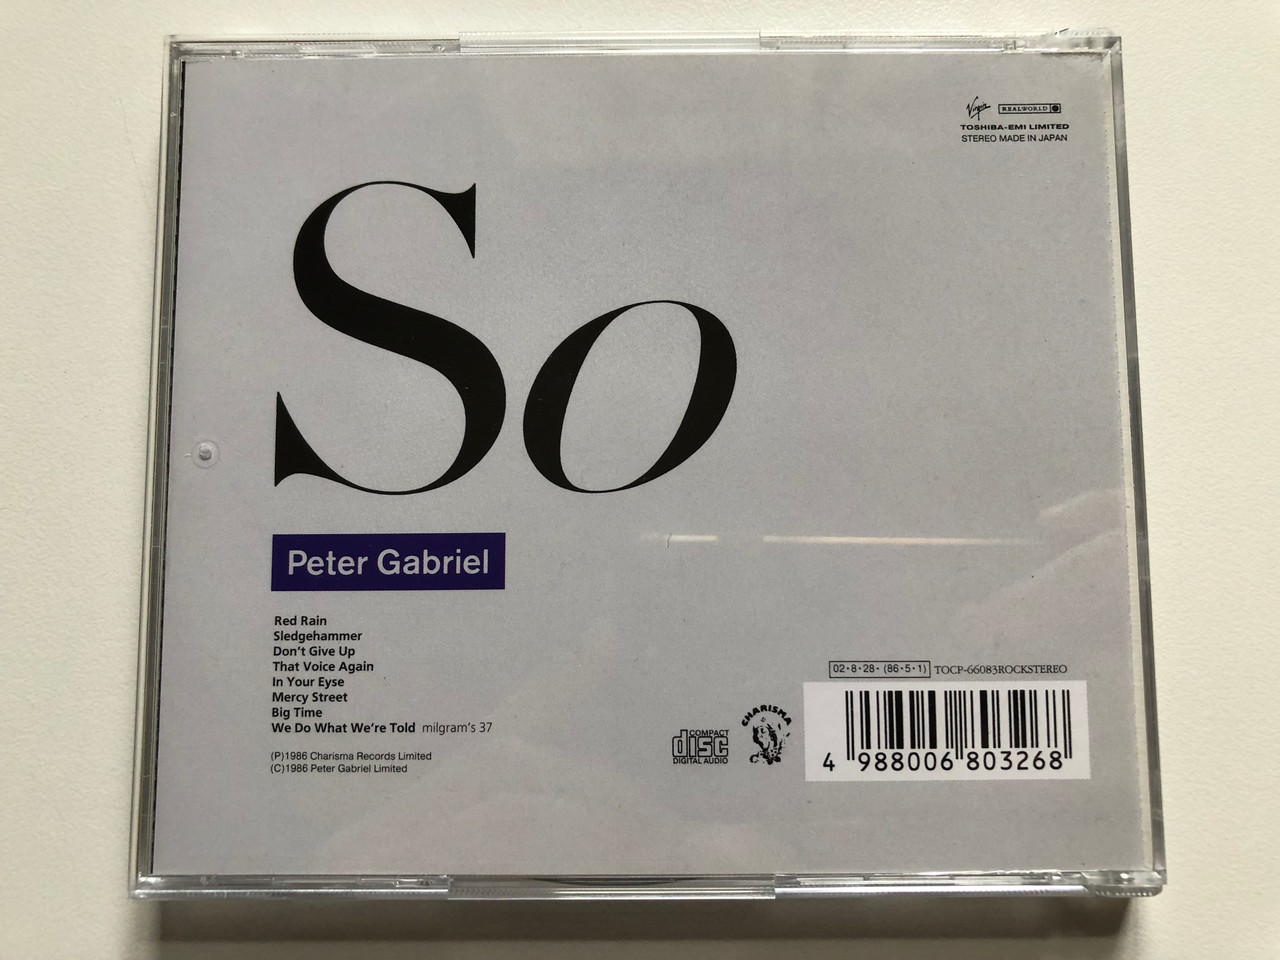 Virgin REALWORLD
TOSHIBA-EMI LIMITED
STEREO MADE IN JAPAN
So
Peter Gabriel
Red Rain
Sledgehammer
Don't Give Up
That Voice Again
In Your Eyse
Mercy Street
Big Time
We Do What We're Told milgram's 37
(P)1986 Charisma Records Limited
(C)1986 Peter Gabriel Limited
COMPACT
disc
DIGITAL AUDIO
CHARISMA
02·8·28· (86·5·1) TOCP-66083ROCKSTEREO
4 988006 803268